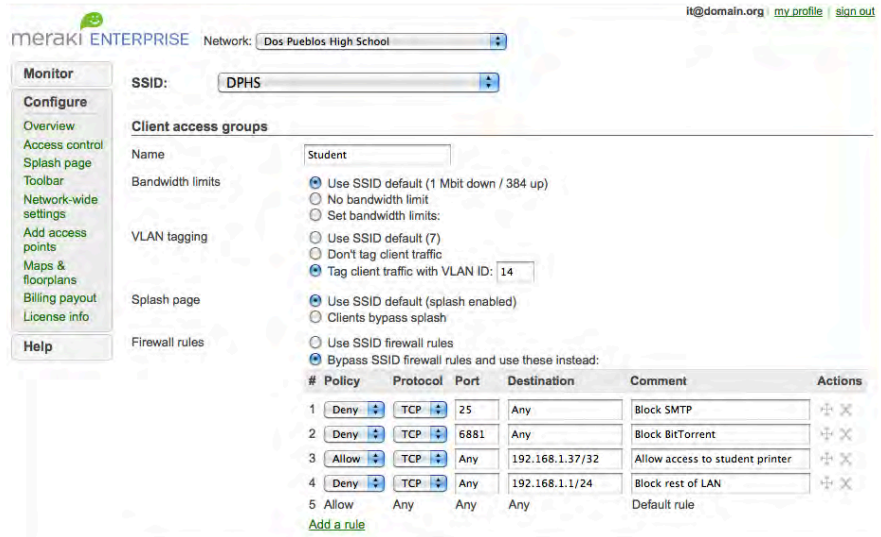 it@domain.org | my profile | sign out
meraki ENTERPRISE Network: Dos Pueblos High School
Monitor
Configure
Overview
Access control
Splash page
Toolbar
Network-wide
settings
Add access
points
Maps &
floorplans
Billing payout
License info
Help
SSID: DPHS
Client access groups
Name Student
Bandwidth limits Use SSID default (1 Mbit down / 384 up)
No bandwidth limit
Set bandwidth limits:
VLAN tagging Use SSID default (7)
Don't tag client traffic
Tag client traffic with VLAN ID: 14
Splash page Use SSID default (splash enabled)
Clients bypass splash
Firewall rules Use SSID firewall rules
Bypass SSID firewall rules and use these instead:
# Policy Protocol Port Destination Comment Actions
1 Deny TCP 25 Any Block SMTP
2 Deny TCP 6881 Any Block BitTorrent
3 Allow TCP Any 192.168.1.37/32 Allow access to student printer
4 Deny TCP Any 192.168.1.1/24 Block rest of LAN
5 Allow Any Any Any Default rule
Add a rule